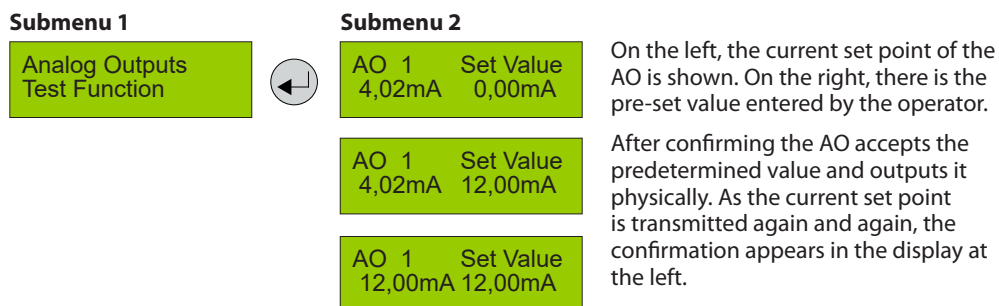 Submenu 1
Analog Outputs
Test Function
Submenu 2
AO 1 Set Value
4,02mA 0,00mA
AO 1 Set Value
4,02mA 12,00mA
AO 1 Set Value
12,00mA 12,00mA
On the left, the current set point of the
AO is shown. On the right, there is the
pre-set value entered by the operator.
After confirming the AO accepts the
predetermined value and outputs it
physically. As the current set point
is transmitted again and again, the
confirmation appears in the display at
the left.